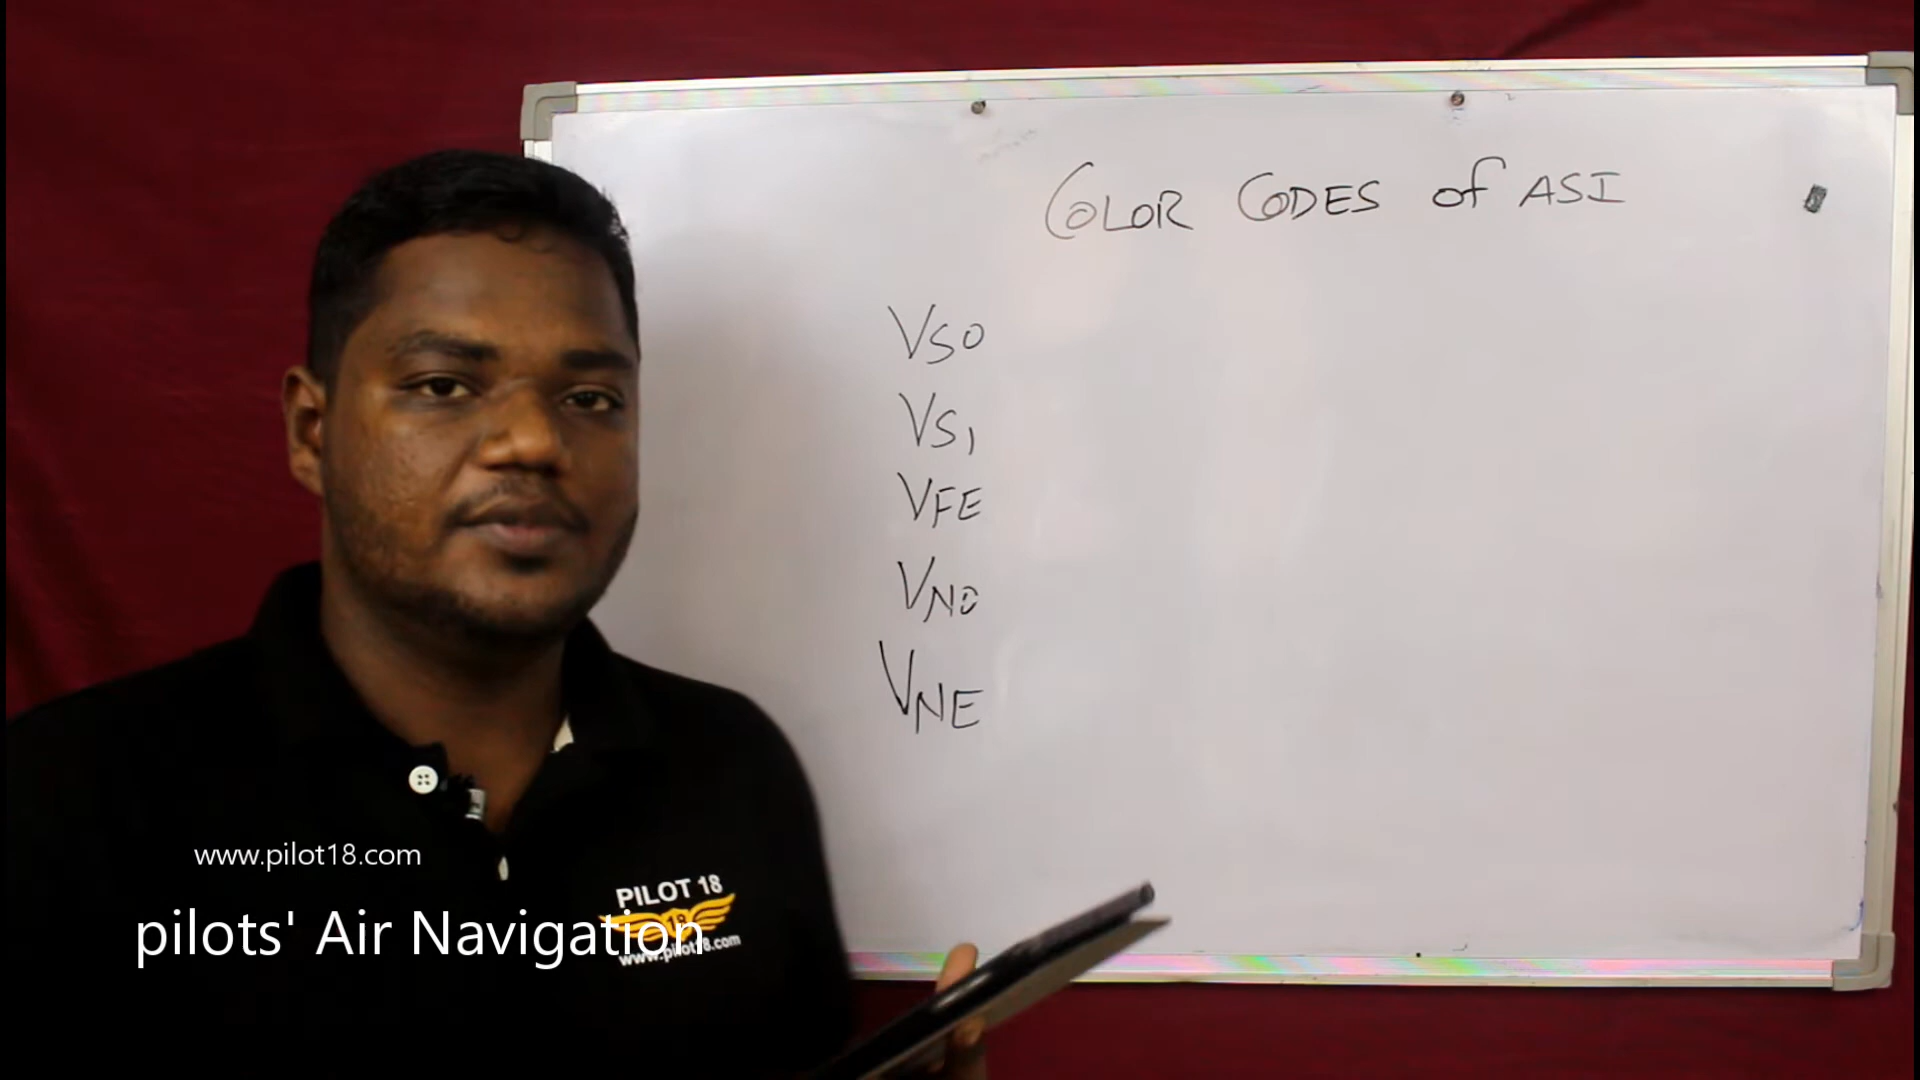 COLOR CODES of ASI
VSO
VS1
VFE
VNO
VNE
www.pilot18.com
pilots' Air Navigation
PILOT 18
18
www.pilot18.com